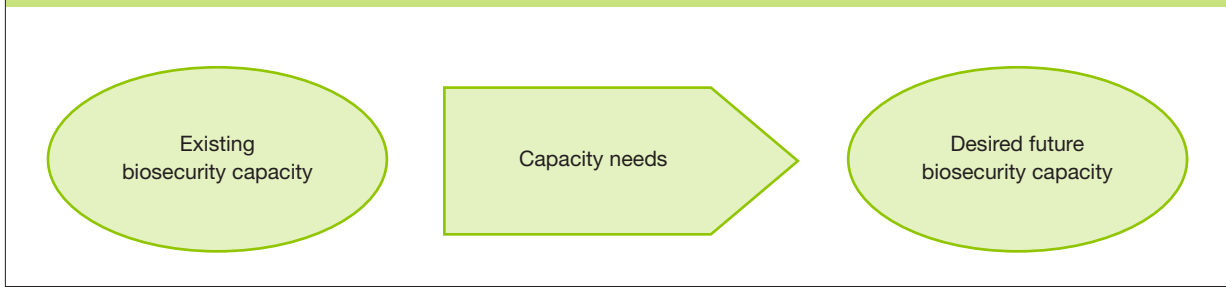 Existing
biosecurity capacity
Capacity needs
Desired future
biosecurity capacity